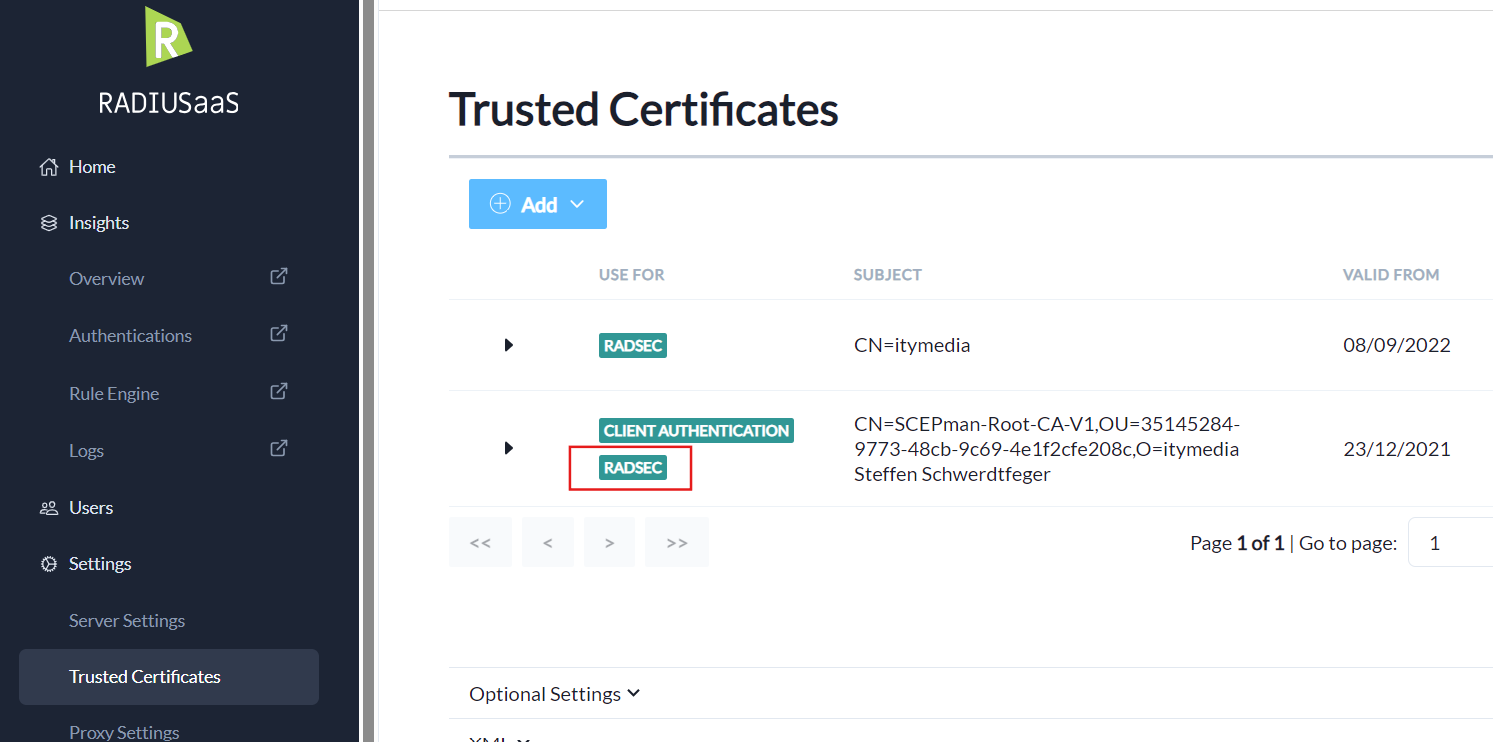 R
RADIUSaaS
Home
Insights
Overview
Authentications
Rule Engine
Logs
Users
Settings
Server Settings
Trusted Certificates
Proxy Settings
Trusted Certificates
Add
USE FOR SUBJECT VALID FROM
RADSEC CN=itymedia 08/09/2022
CLIENT AUTHENTICATION
RADSEC
CN=SCEPman-Root-CA-V1,OU=35145284-
9773-48cb-9c69-4e1f2cfe208c,O=itymedia
Steffen Schwerdtfeger
23/12/2021
<< < > >>
Page 1 of 1 | Go to page: 1
Optional Settings
XML